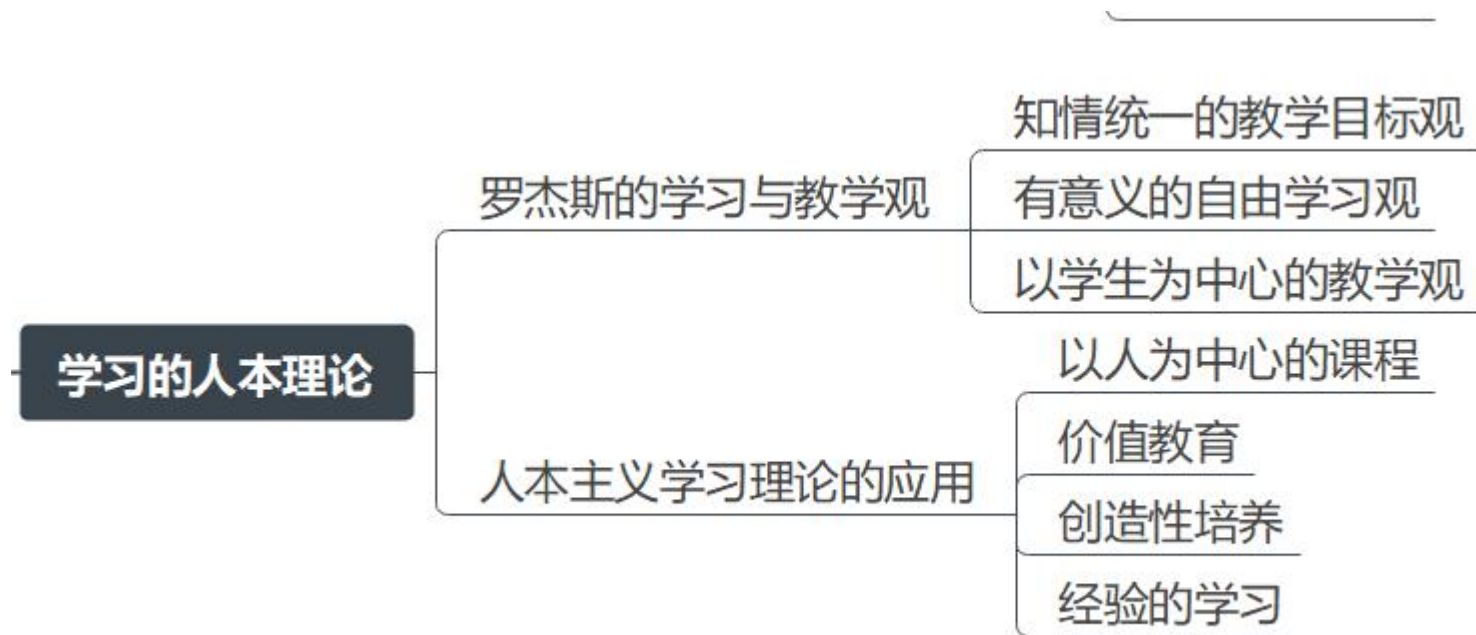 学习的人本理论
罗杰斯的学习与教学观
知情统一的教学目标观
有意义的自由学习观
以学生为中心的教学观
人本主义学习理论的应用
以人为中心的课程
价值教育
创造性培养
经验的学习